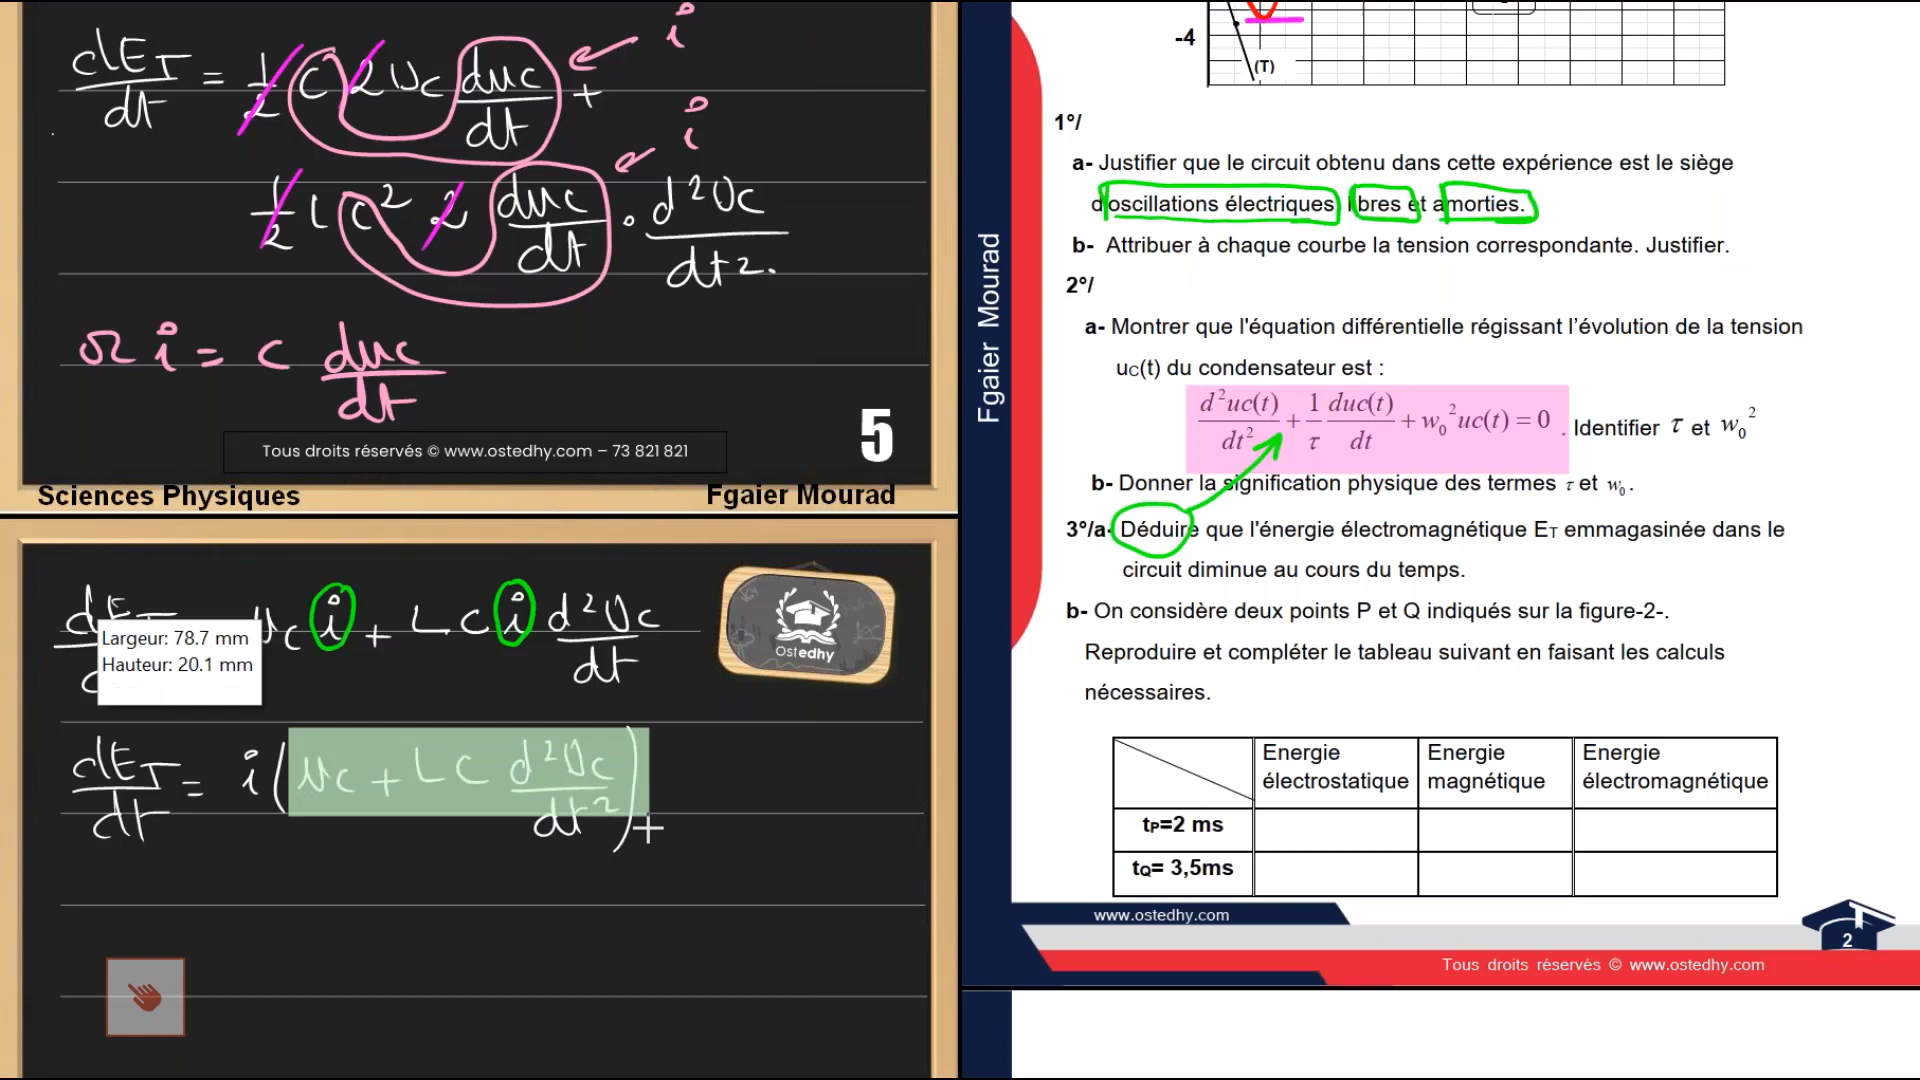 dE_T/dt = 1/2 C 2 Uc duc/dt +
i
i
1/2 L C² 2 duc/dt . d²Uc/dt².
or i = C duc/dt
5
Tous droits réservés © www.ostedhy.com – 73 821 821
Sciences Physiques Fgaier Mourad
Uc i + L C i d²Uc/dt
Largeur: 78.7 mm
Hauteur: 20.1 mm
Ostedhy
dE_T/dt = i (Uc + L C d²Uc/dt²)
-4
(T)
Fgaier Mourad
1°/
a- Justifier que le circuit obtenu dans cette expérience est le siège
d'oscillations électriques libres et amorties.
b- Attribuer à chaque courbe la tension correspondante. Justifier.
2°/
a- Montrer que l'équation différentielle régissant l’évolution de la tension
uC(t) du condensateur est :
d²uc(t)/dt² + 1/τ duc(t)/dt + w₀² uc(t) = 0 . Identifier τ et w₀²
b- Donner la signification physique des termes τ et w₀.
3°/a- Déduire que l'énergie électromagnétique ET emmagasinée dans le
circuit diminue au cours du temps.
b- On considère deux points P et Q indiqués sur la figure-2-.
Reproduire et compléter le tableau suivant en faisant les calculs
nécessaires.
Energie électrostatique Energie magnétique Energie électromagnétique
tP=2 ms
tQ= 3,5ms
www.ostedhy.com
2
Tous droits réservés © www.ostedhy.com